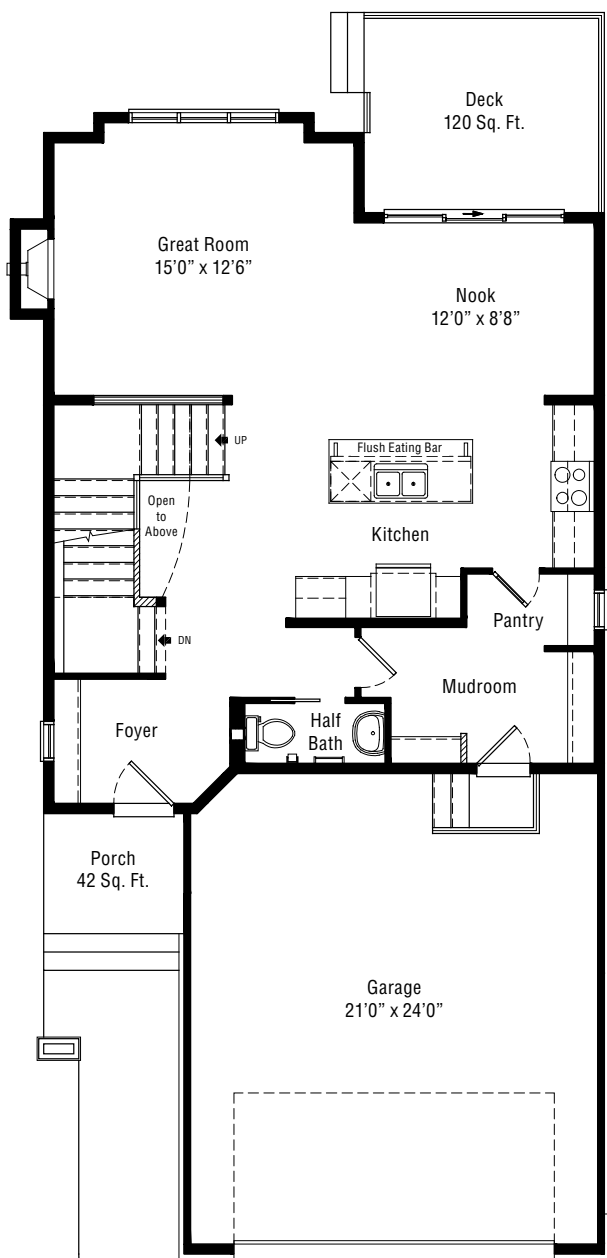 Deck
120 Sq. Ft.
Great Room
15’0” x 12’6”
Nook
12’0” x 8’8”
UP
Flush Eating Bar
Open
to
Above
Kitchen
Pantry
DN
Mudroom
Foyer
Half
Bath
Porch
42 Sq. Ft.
Garage
21’0” x 24’0”